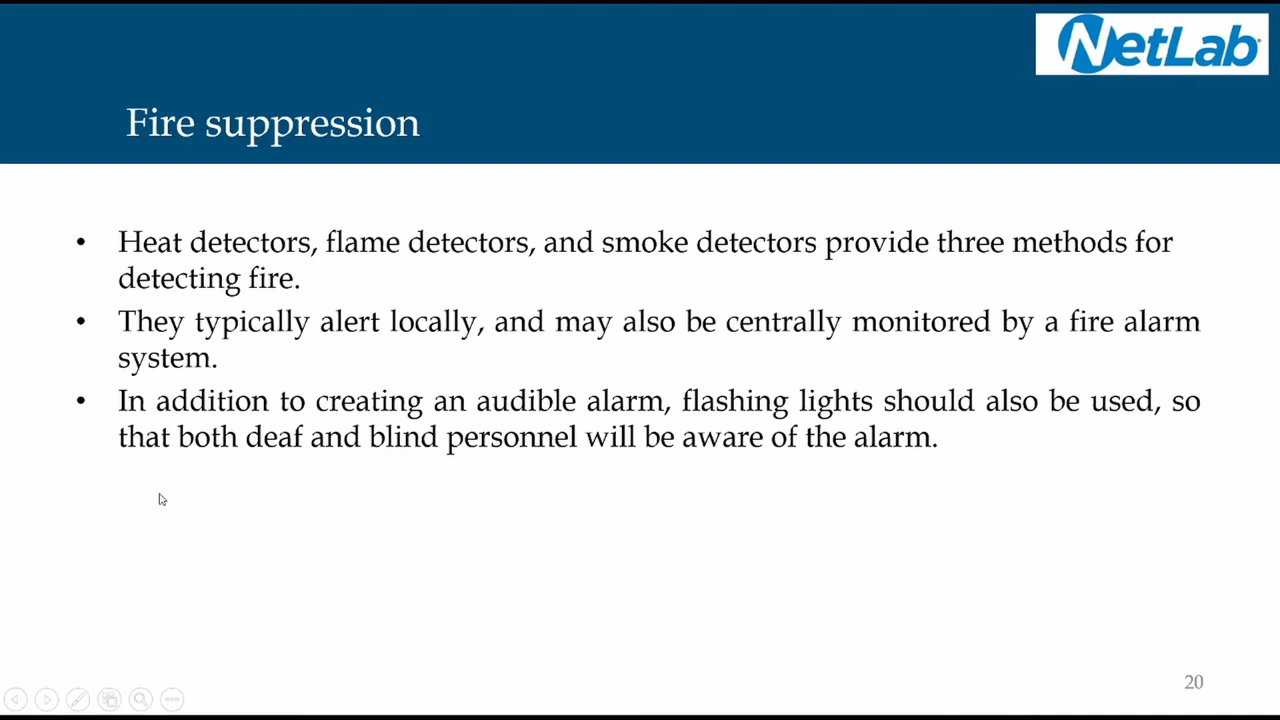 NetLab
Fire suppression
• Heat detectors, flame detectors, and smoke detectors provide three methods for
detecting fire.
• They typically alert locally, and may also be centrally monitored by a fire alarm
system.
• In addition to creating an audible alarm, flashing lights should also be used, so
that both deaf and blind personnel will be aware of the alarm.
20